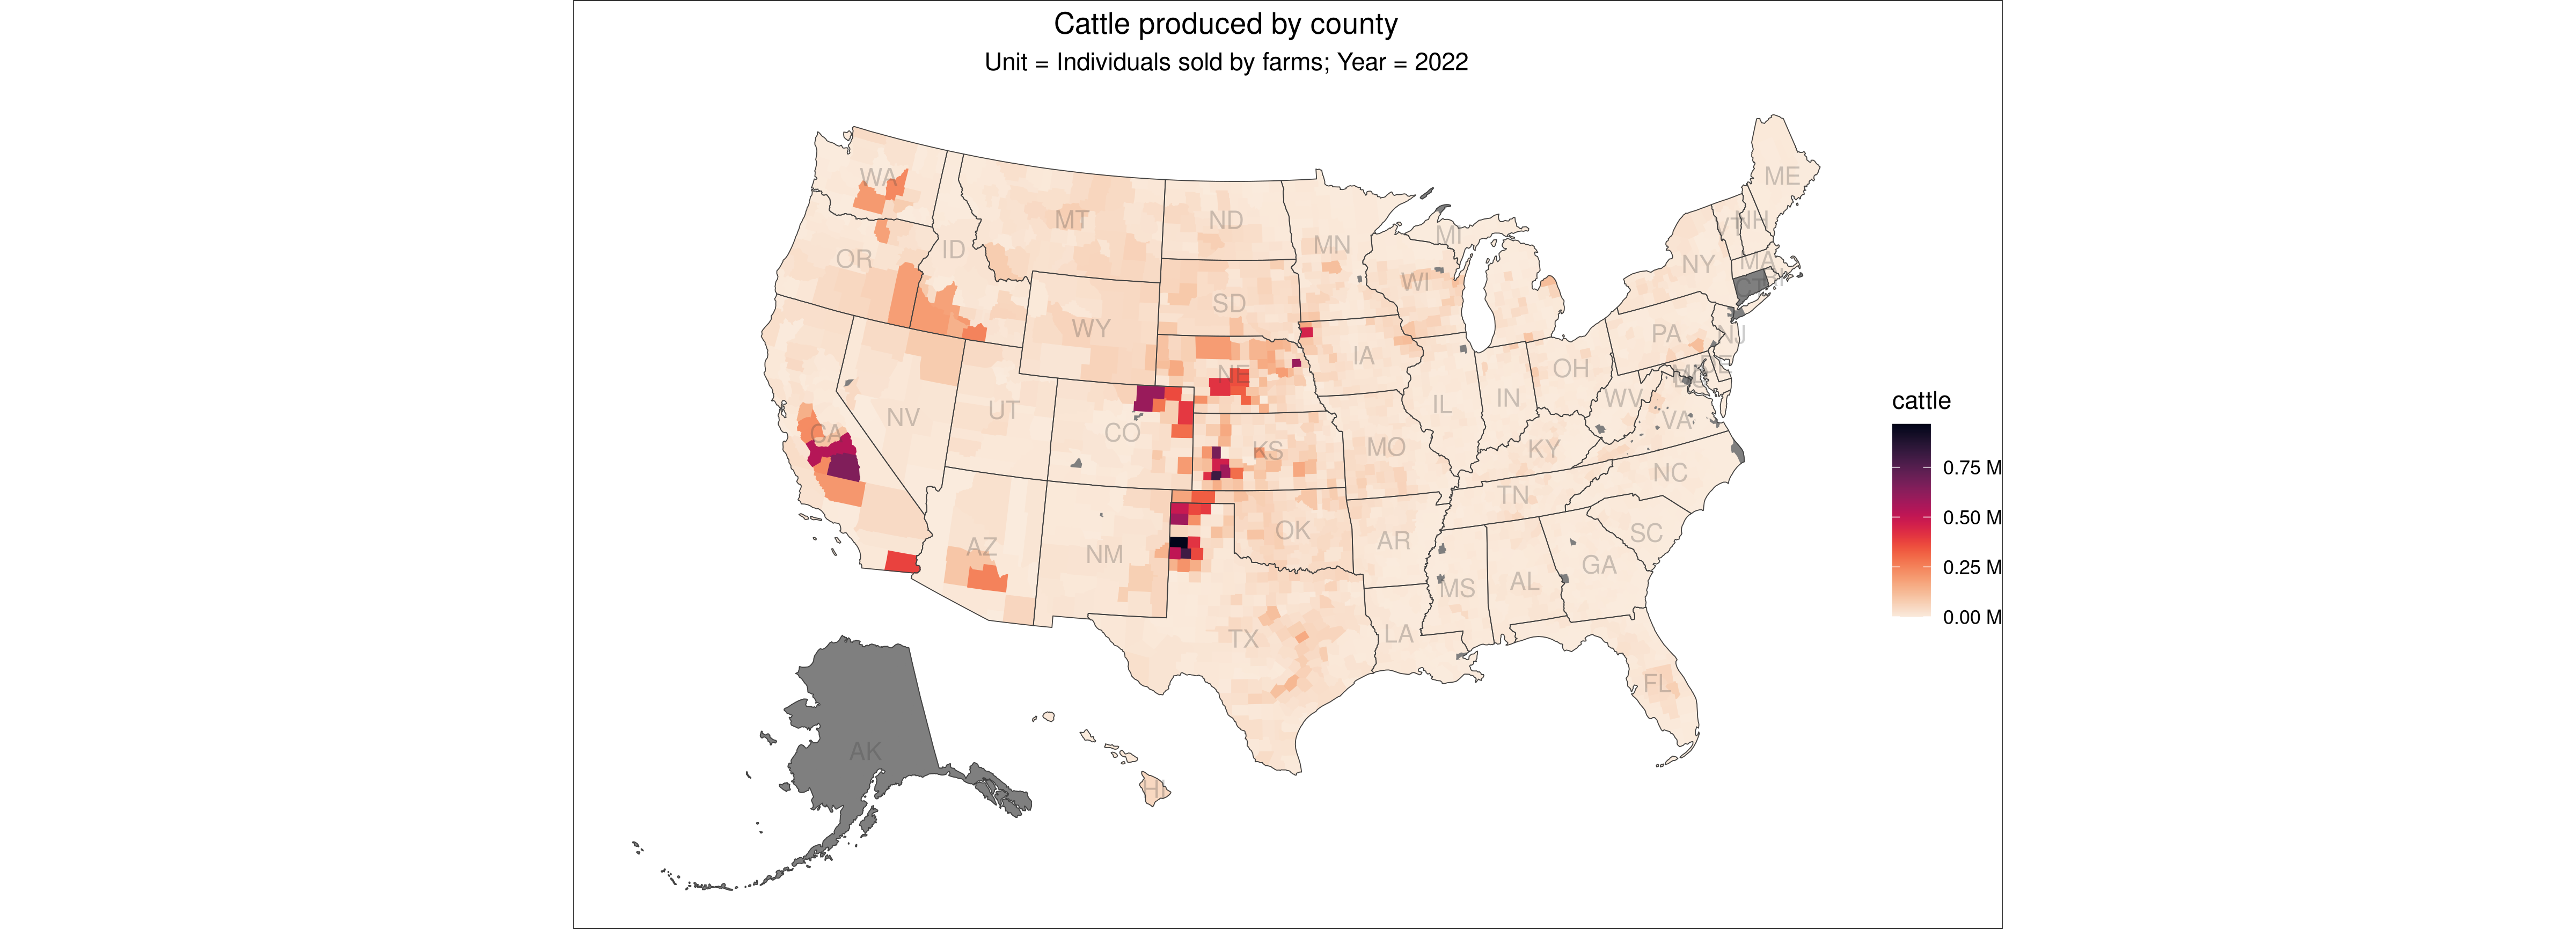 Cattle produced by county
Unit = Individuals sold by farms; Year = 2022
WA
MT
ND
MN
MI
ME
VT
NH
OR
ID
SD
WI
NY
MA
CT
WY
IA
PA
NJ
NE
OH
DE
NV
UT
CO
KS
MO
IL
IN
WV
VA
KY
CA
NC
TN
AZ
NM
OK
AR
SC
MS
AL
GA
TX
LA
FL
AK
HI
cattle
0.75 M
0.50 M
0.25 M
0.00 M